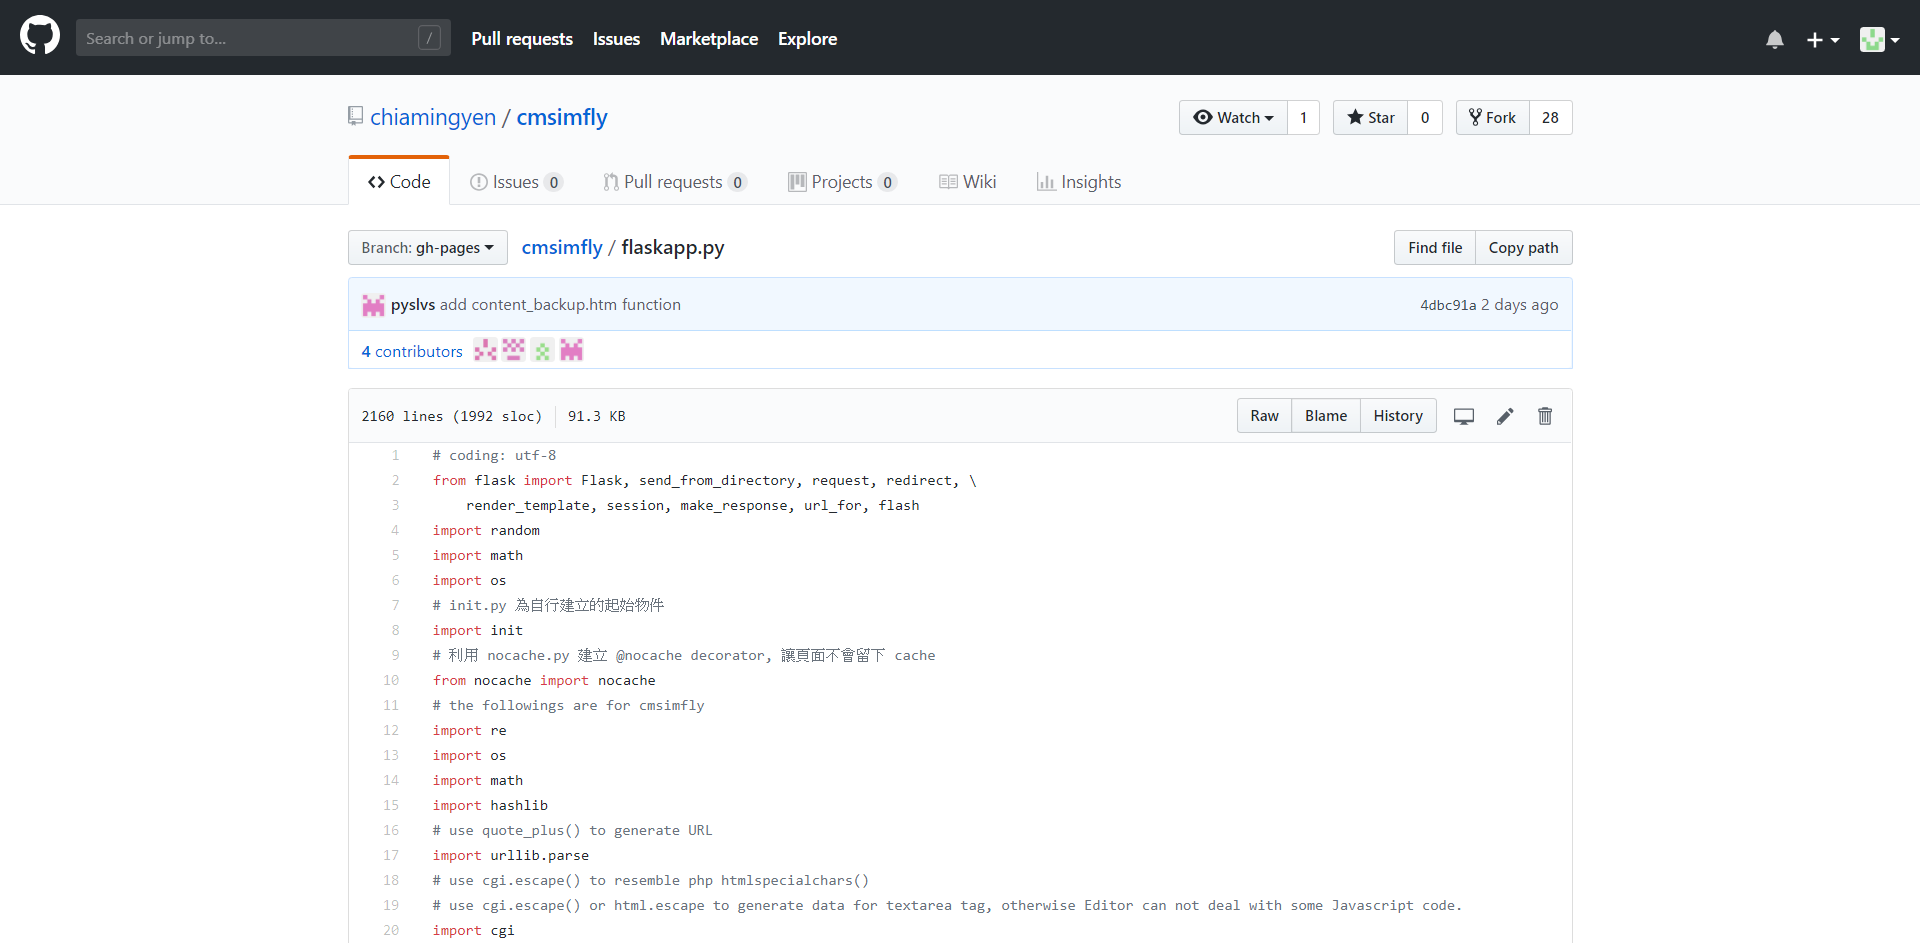 Search or jump to... /
Pull requests Issues Marketplace Explore
chiamingyen / cmsimfly
Watch 1 Star 0 Fork 28
Code Issues 0 Pull requests 0 Projects 0 Wiki Insights
Branch: gh-pages cmsimfly / flaskapp.py Find file Copy path
pyslvs add content_backup.htm function 4dbc91a 2 days ago
4 contributors
2160 lines (1992 sloc) 91.3 KB Raw Blame History
1 # coding: utf-8
2 from flask import Flask, send_from_directory, request, redirect, \
3 render_template, session, make_response, url_for, flash
4 import random
5 import math
6 import os
7 # init.py 為自行建立的起始物件
8 import init
9 # 利用 nocache.py 建立 @nocache decorator, 讓頁面不會留下 cache
10 from nocache import nocache
11 # the followings are for cmsimfly
12 import re
13 import os
14 import math
15 import hashlib
16 # use quote_plus() to generate URL
17 import urllib.parse
18 # use cgi.escape() to resemble php htmlspecialchars()
19 # use cgi.escape() or html.escape to generate data for textarea tag, otherwise Editor can not deal with some Javascript code.
20 import cgi